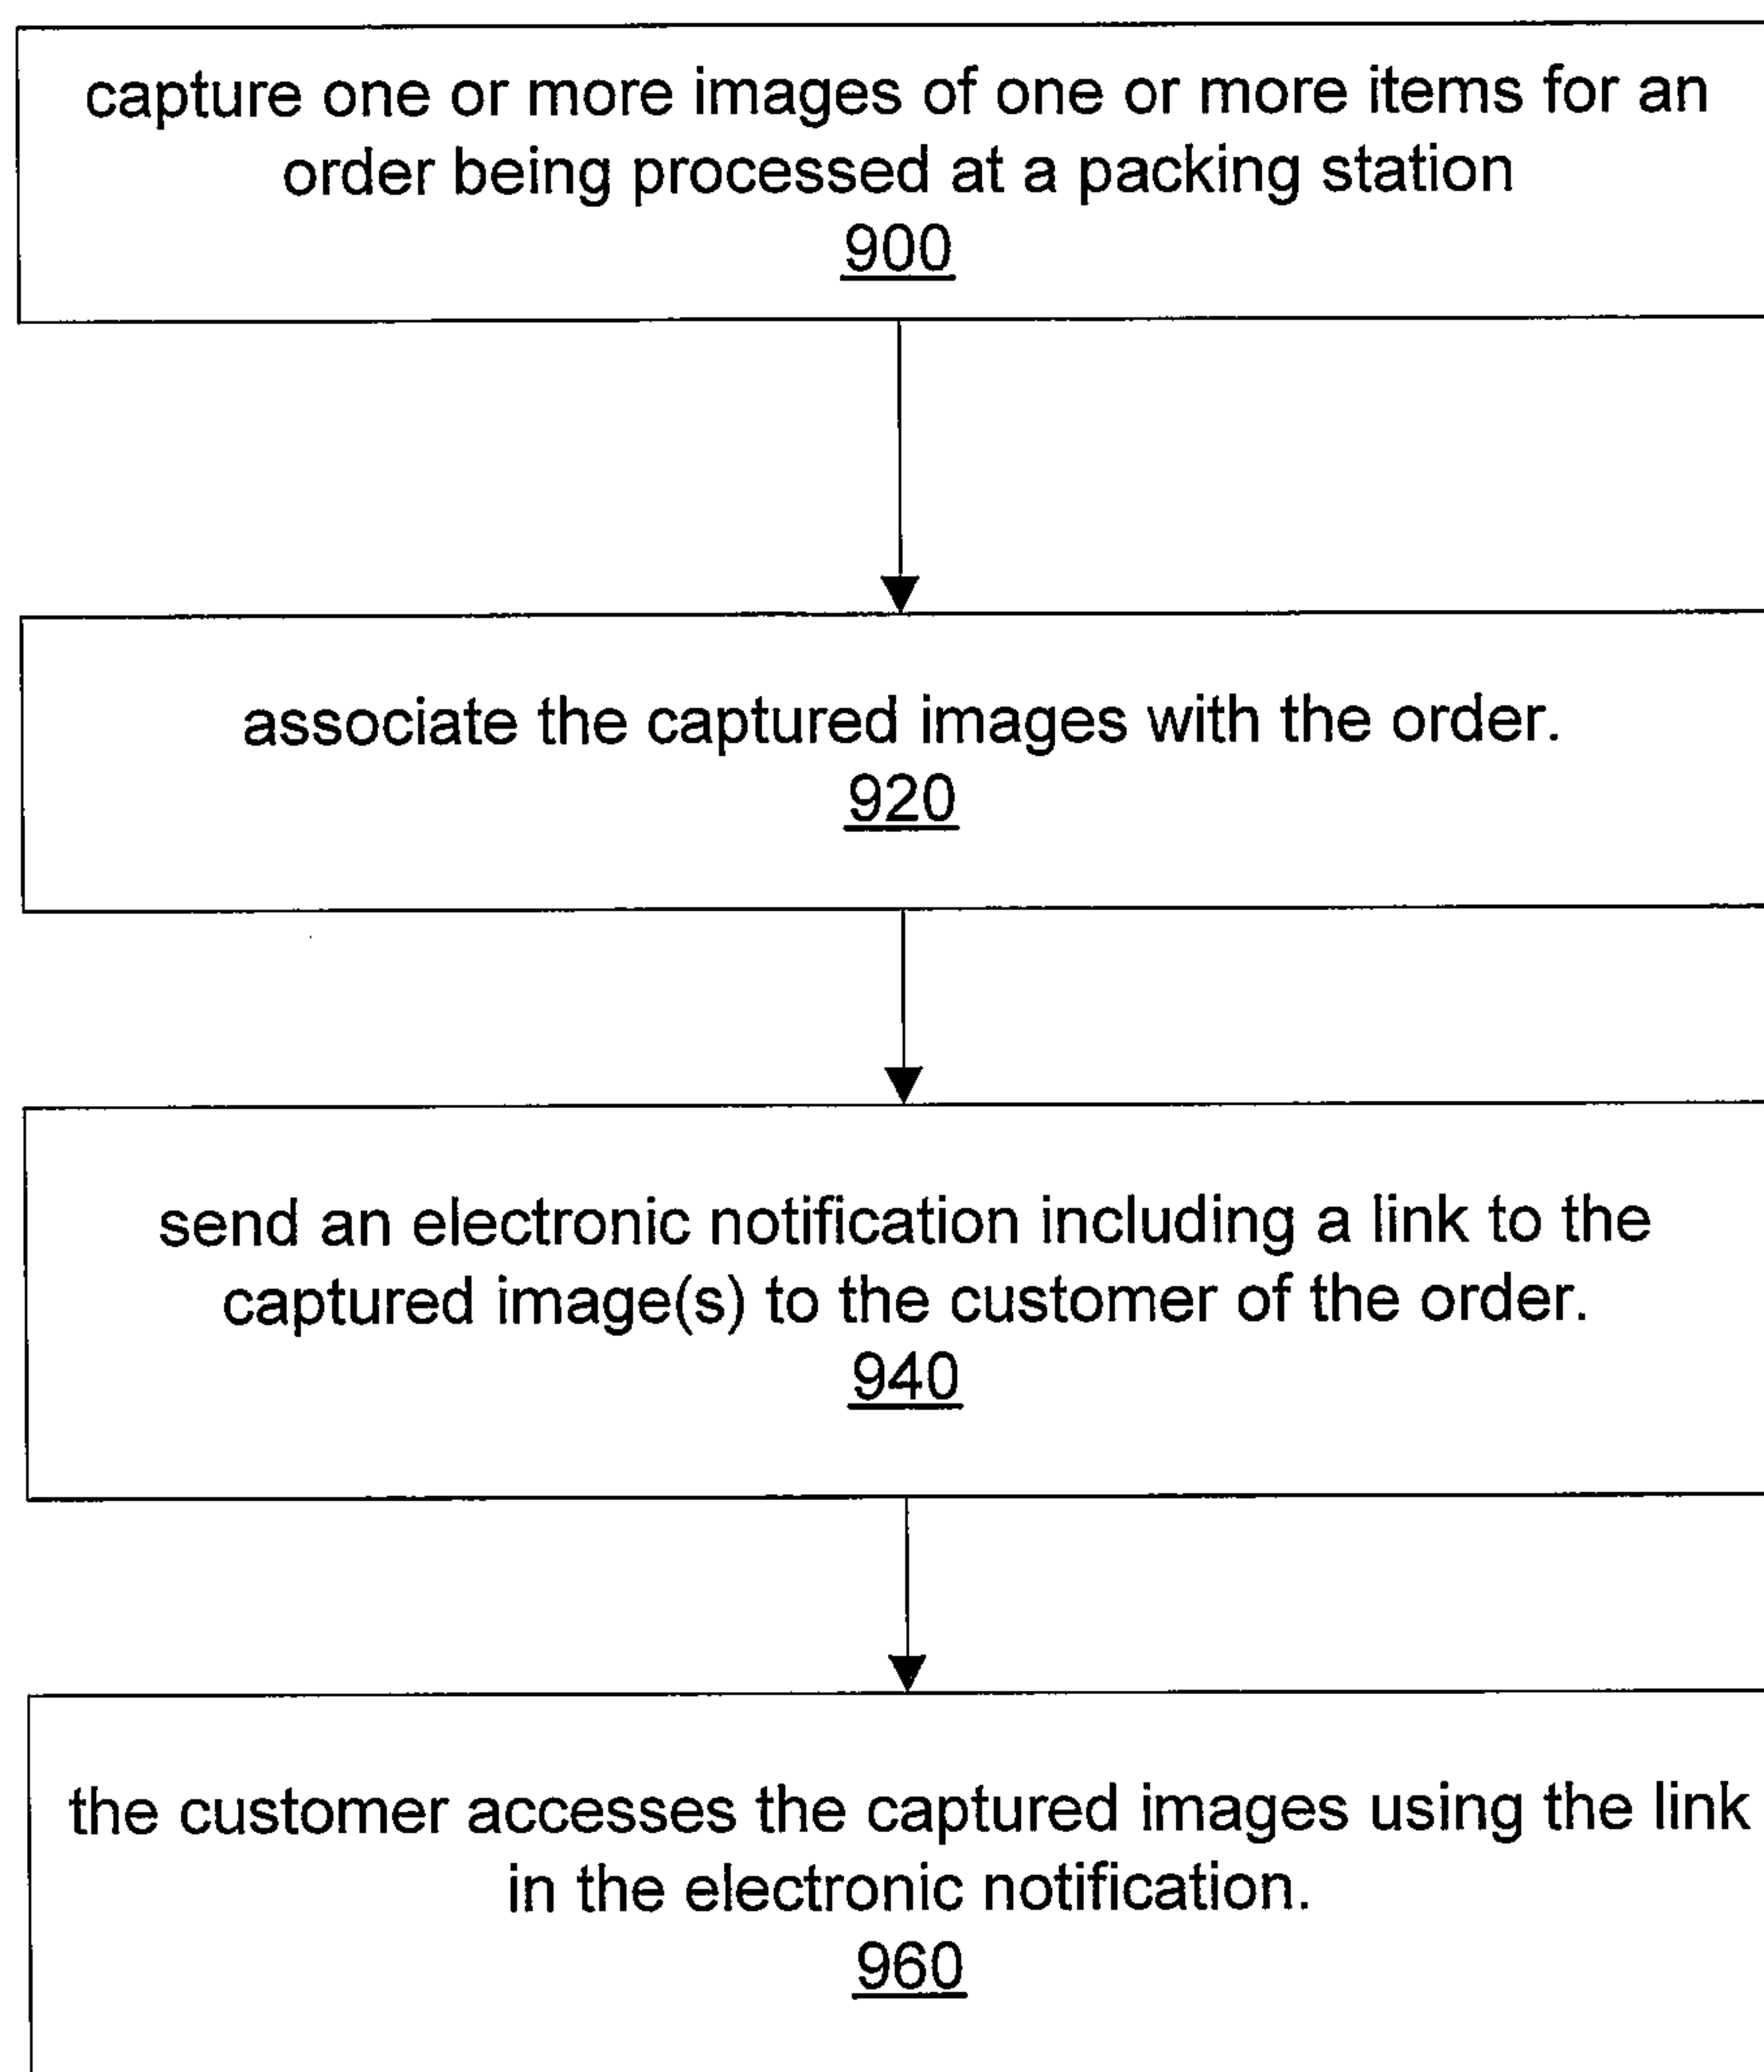 capture one or more images of one or more items for an
order being processed at a packing station
900
associate the captured images with the order.
920
send an electronic notification including a link to the
captured image(s) to the customer of the order.
940
the customer accesses the captured images using the link
in the electronic notification.
960